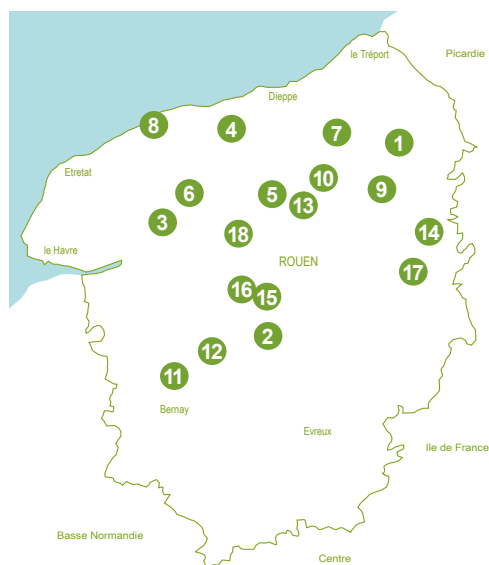 le Tréport
Picardie
Dieppe
8
4
7
1
Etretat
10
9
6
5
13
3
18
14
le Havre
ROUEN
17
16
15
2
12
11
Bernay
Evreux
Ile de France
Basse Normandie
Centre